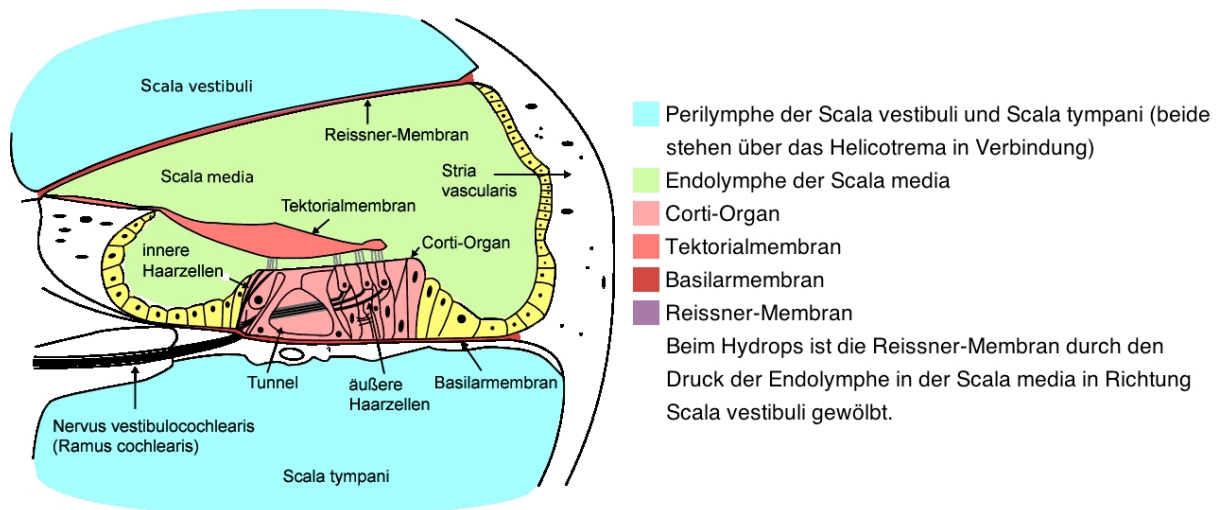 Scala vestibuli
Reissner-Membran
Scala media
Stria
vascularis
Tektorialmembran
innere
Haarzellen
Corti-Organ
Tunnel
äußere
Haarzellen
Basilarmembran
Nervus vestibulocochlearis
(Ramus cochlearis)
Scala tympani
Perilymphe der Scala vestibuli und Scala tympani (beide
stehen über das Helicotrema in Verbindung)
Endolymphe der Scala media
Corti-Organ
Tektorialmembran
Basilarmembran
Reissner-Membran
Beim Hydrops ist die Reissner-Membran durch den
Druck der Endolymphe in der Scala media in Richtung
Scala vestibuli gewölbt.